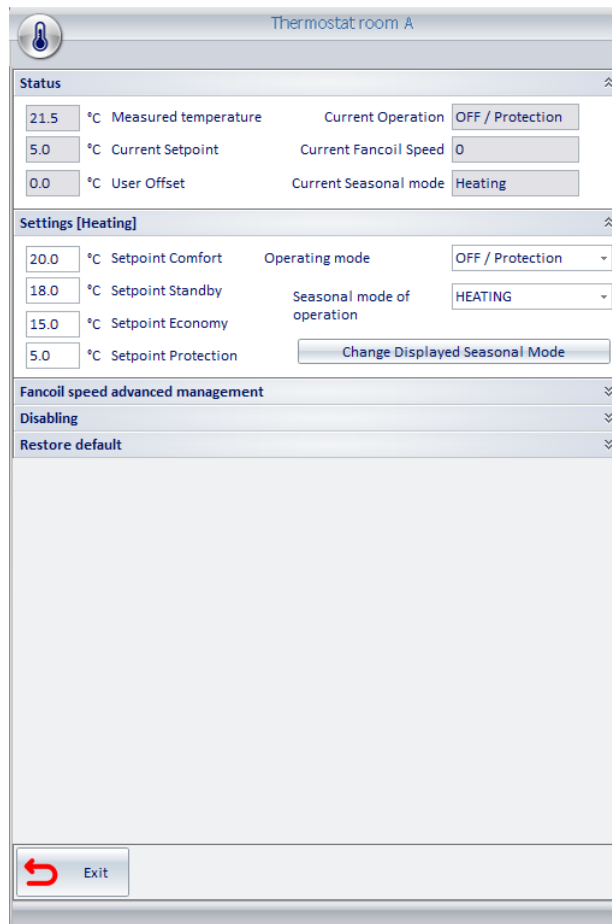 Thermostat room A
Status
21.5 °C Measured temperature Current Operation OFF / Protection
5.0 °C Current Setpoint Current Fancoil Speed 0
0.0 °C User Offset Current Seasonal mode Heating
Settings [Heating]
20.0 °C Setpoint Comfort Operating mode OFF / Protection
18.0 °C Setpoint Standby Seasonal mode of HEATING
operation
15.0 °C Setpoint Economy
5.0 °C Setpoint Protection Change Displayed Seasonal Mode
Fancoil speed advanced management
Disabling
Restore default
Exit